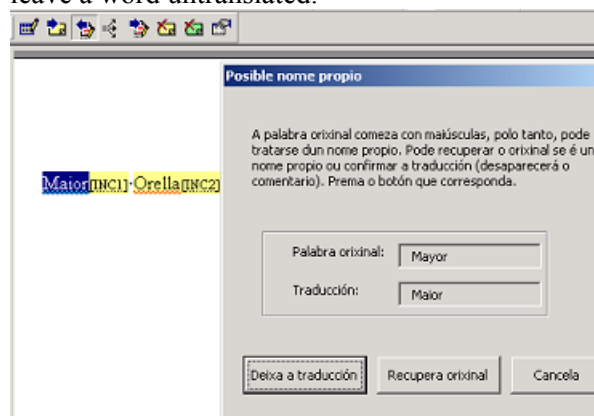 leave a word untranslated.
Posible nome propio
A palabra orixinal comeza con maiúsculas, polo tanto, pode
tratarse dun nome propio. Pode recuperar o orixinal se é un
nome propio ou confirmar a traducción (desaparecerá o
comentario). Prema o botón que corresponda.
Maior[INC1]·Orella[INC2]
Palabra orixinal: Mayor
Traducción: Maior
Deixa a traducción Recupera orixinal Cancela